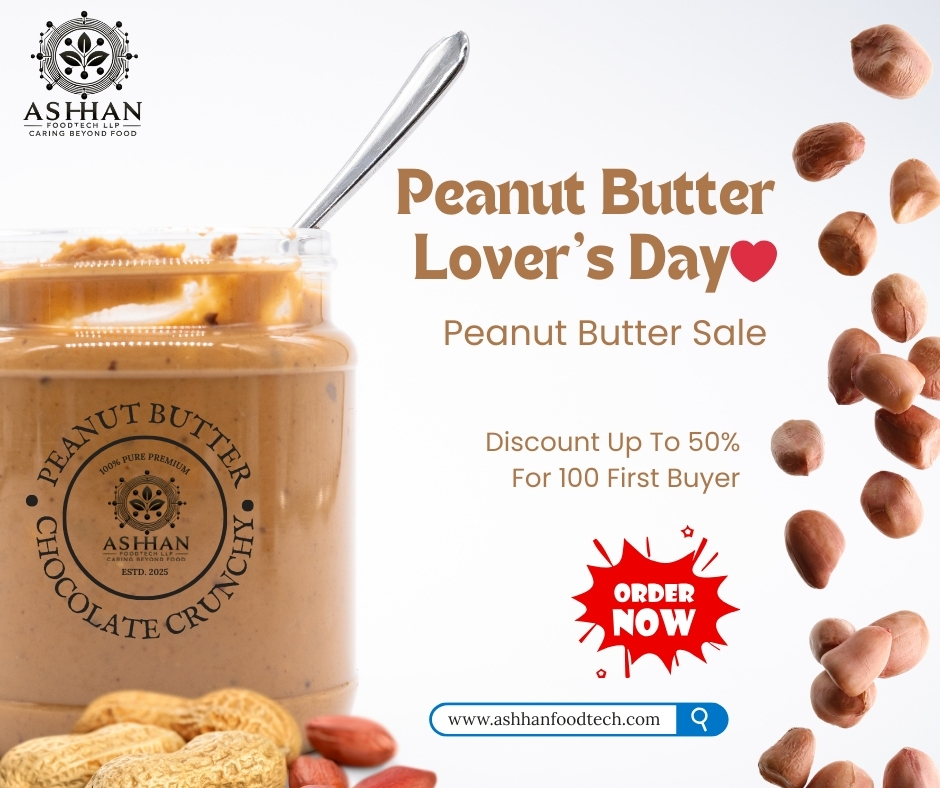 ASHHAN
FOODTECH LLP
CARING BEYOND FOOD
Peanut Butter
Lover's Day
Peanut Butter Sale
Discount Up To 50%
For 100 First Buyer
PEANUT BUTTER
100% PURE PREMIUM
ASHHAN
FOODTECH LLP
CARING BEYOND FOOD
ESTD. 2025
CHOCOLATE CRUNCHY
ORDER
NOW
www.ashhanfoodtech.com